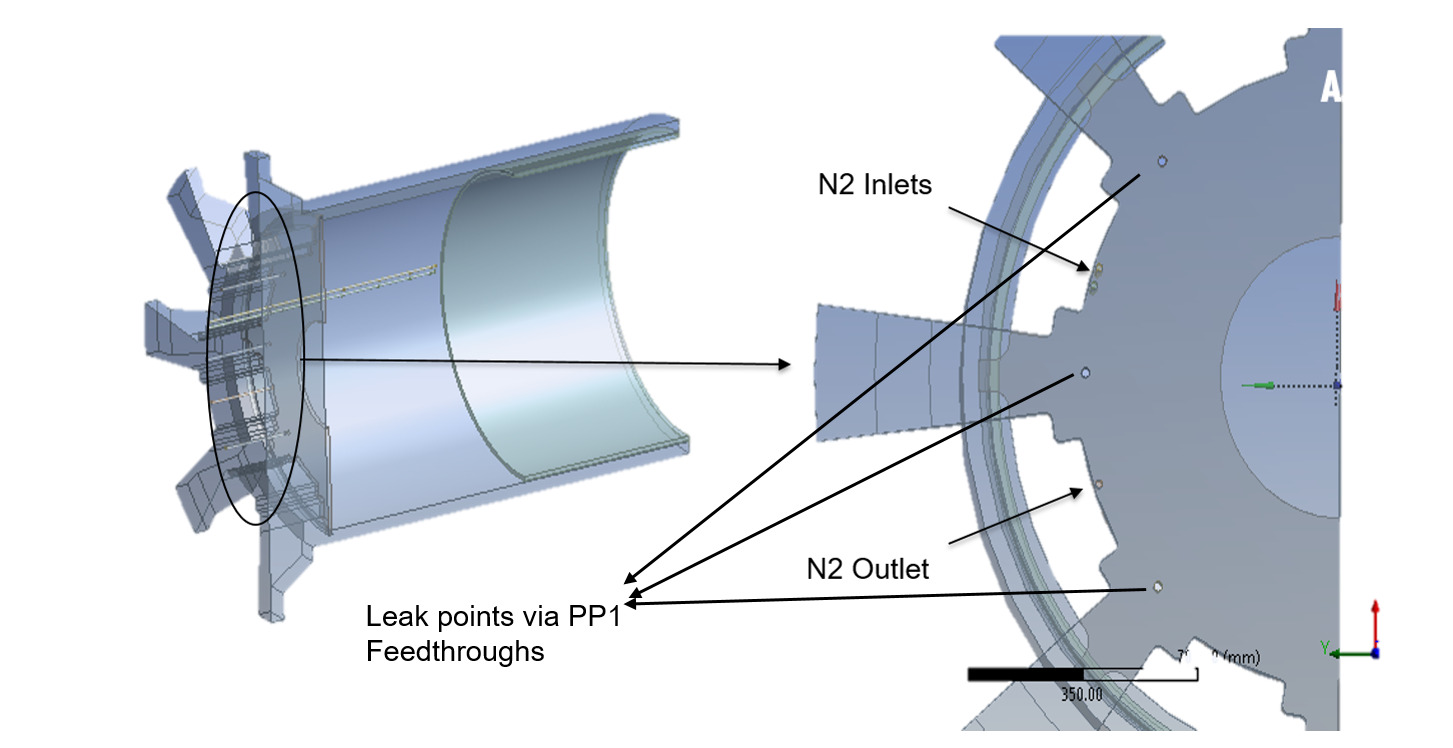 A
N2 Inlets
N2 Outlet
Leak points via PP1
Feedthroughs
Y
(mm)
350.00